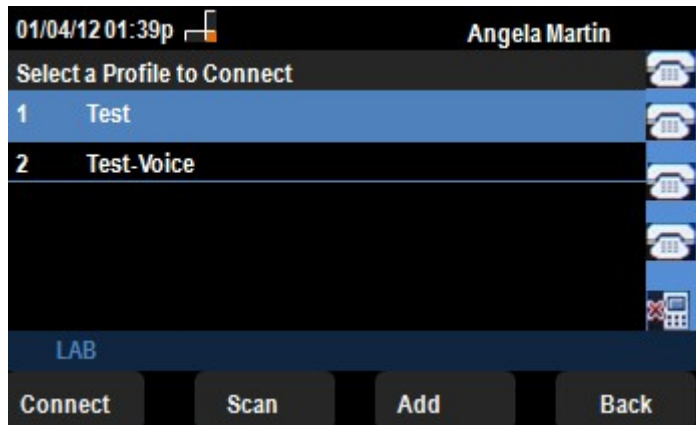 01/04/12 01:39p Angela Martin
Select a Profile to Connect
1 Test
2 Test-Voice
LAB
Connect Scan Add Back